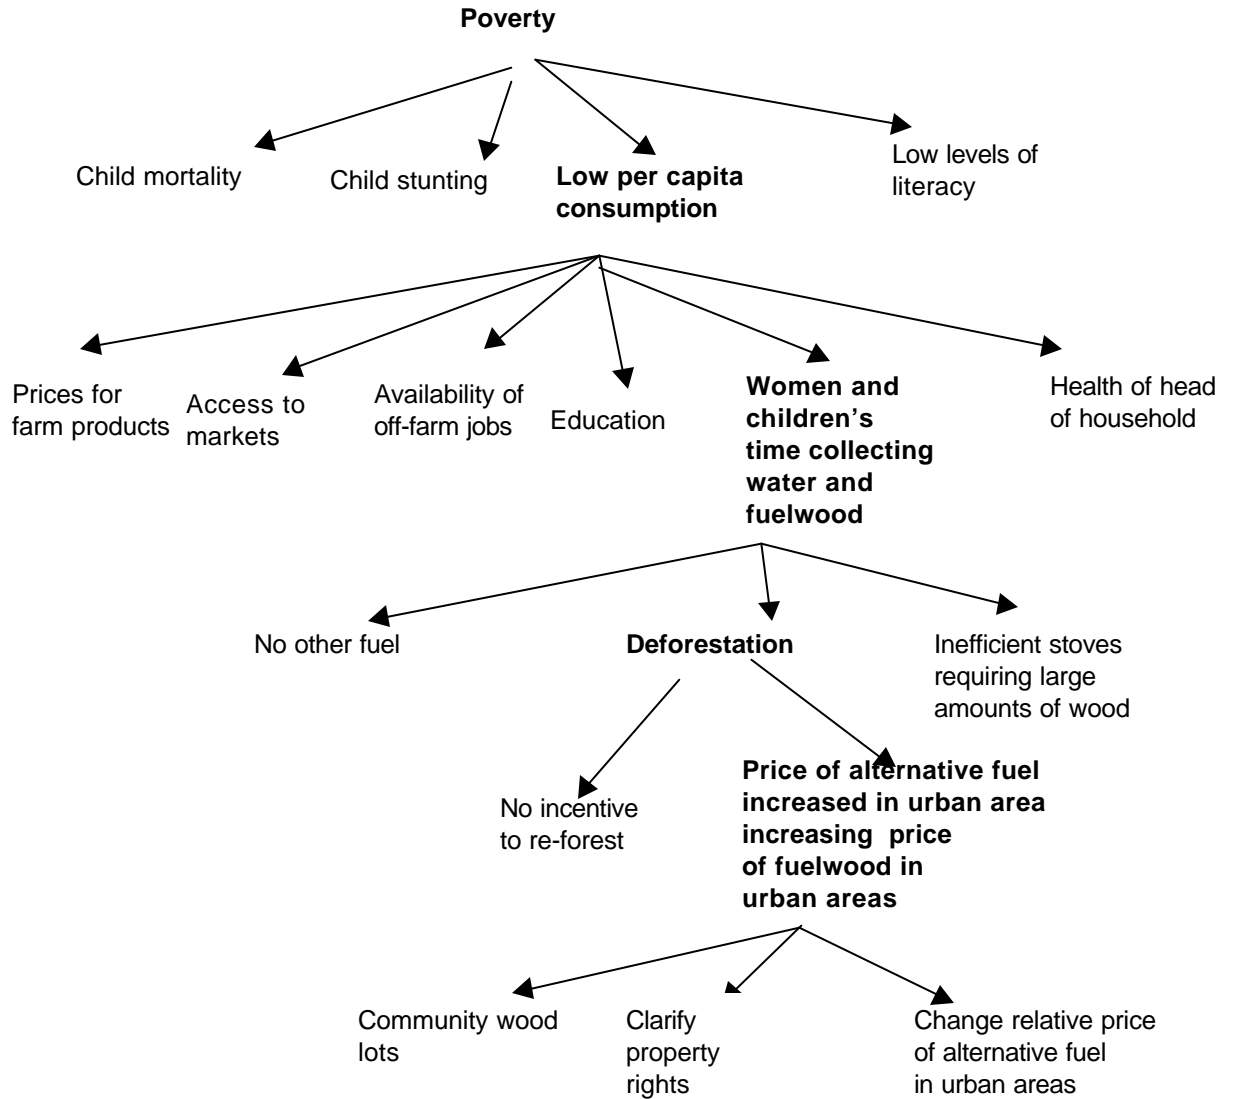 Poverty
Child mortality
Child stunting
Low per capita
consumption
Low levels of
literacy
Prices for
farm products
Access to
markets
Availability of
off-farm jobs
Education
Women and
children’s
time collecting
water and
fuelwood
Health of head
of household
No other fuel
Deforestation
Inefficient stoves
requiring large
amounts of wood
No incentive
to re-forest
Price of alternative fuel
increased in urban area
increasing price
of fuelwood in
urban areas
Community wood
lots
Clarify
property
rights
Change relative price
of alternative fuel
in urban areas